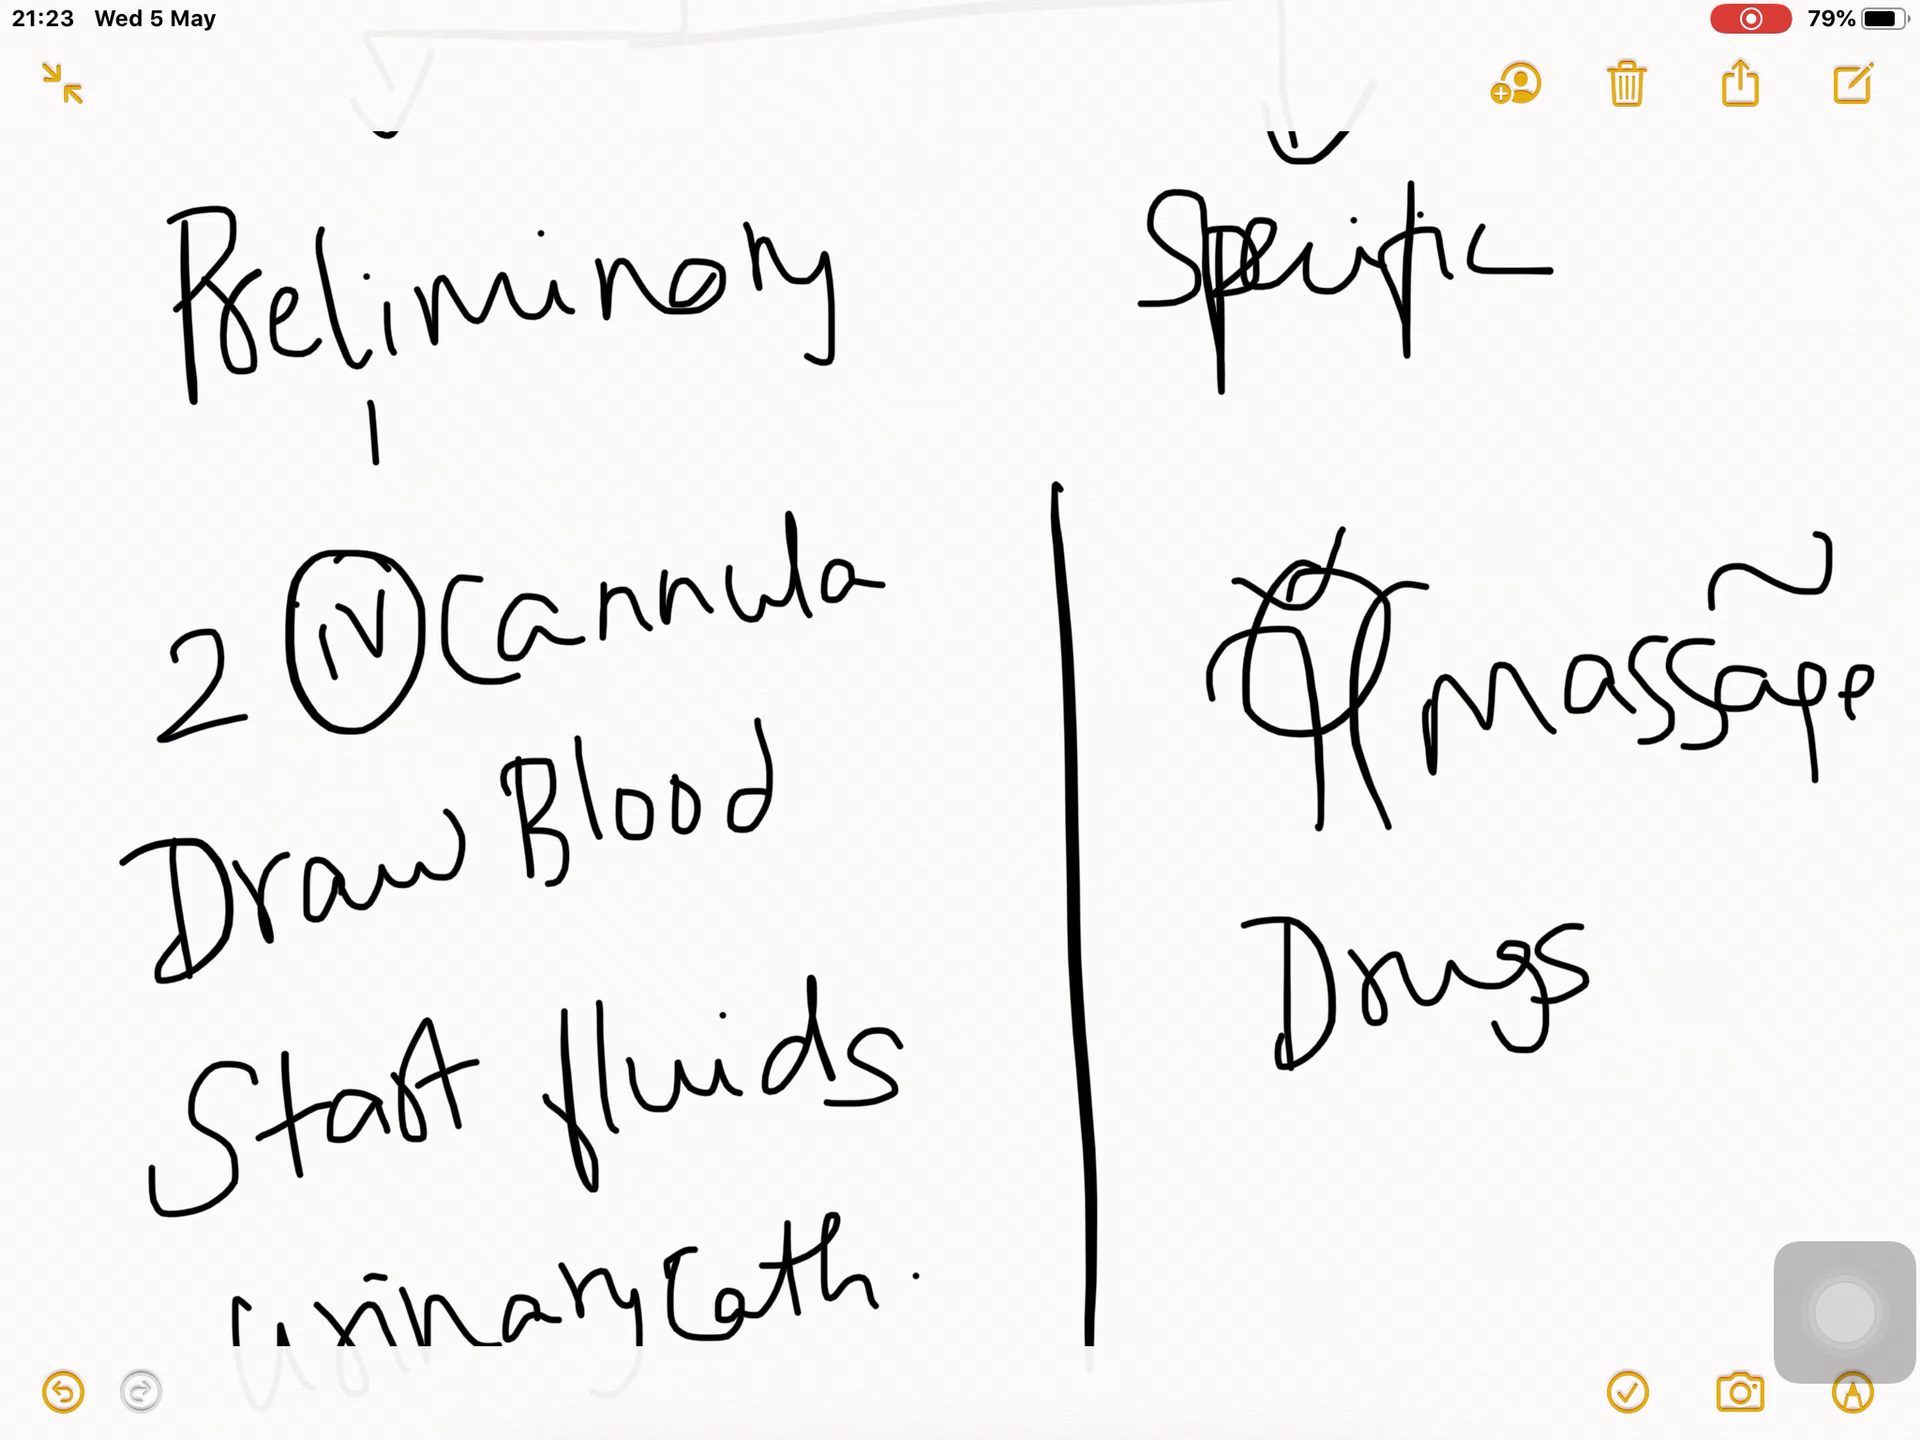 21:23 Wed 5 May 79%
Preliminary Specific
2 IV Cannula
massage
Draw Blood
Drugs
Start fluids
urinary Cath.